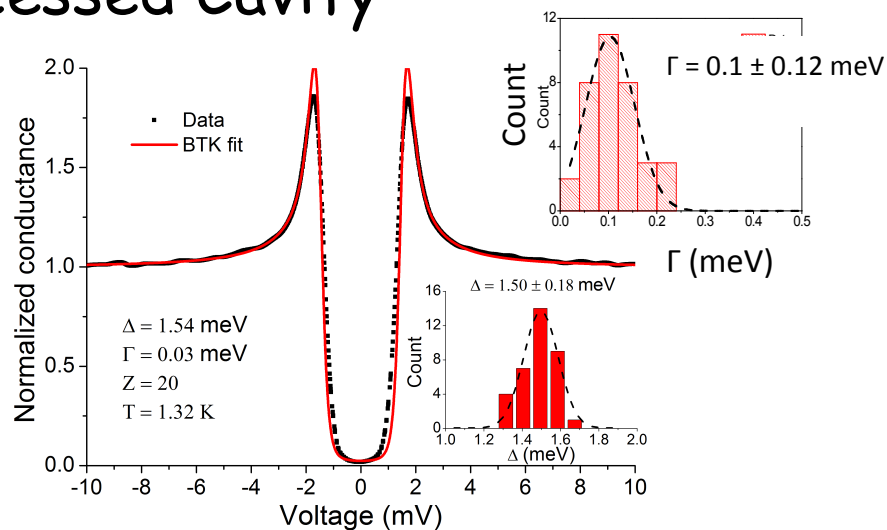 cessed cavity
Normalized conductance
2.0
1.5
1.0
0.5
0.0
-10 -8 -6 -4 -2 0 2 4 6 8 10
Voltage (mV)
Data
BTK fit
Δ = 1.54 meV
Γ = 0.03 meV
Z = 20
T = 1.32 K
Count
Count
12
8
4
0
0.0 0.1 0.2 0.3 0.4 0.5
Γ = 0.1 ± 0.12 meV
Γ (meV)
Δ = 1.50 ± 0.18 meV
Count
16
12
8
4
0
1.0 1.2 1.4 1.6 1.8 2.0
Δ (meV)